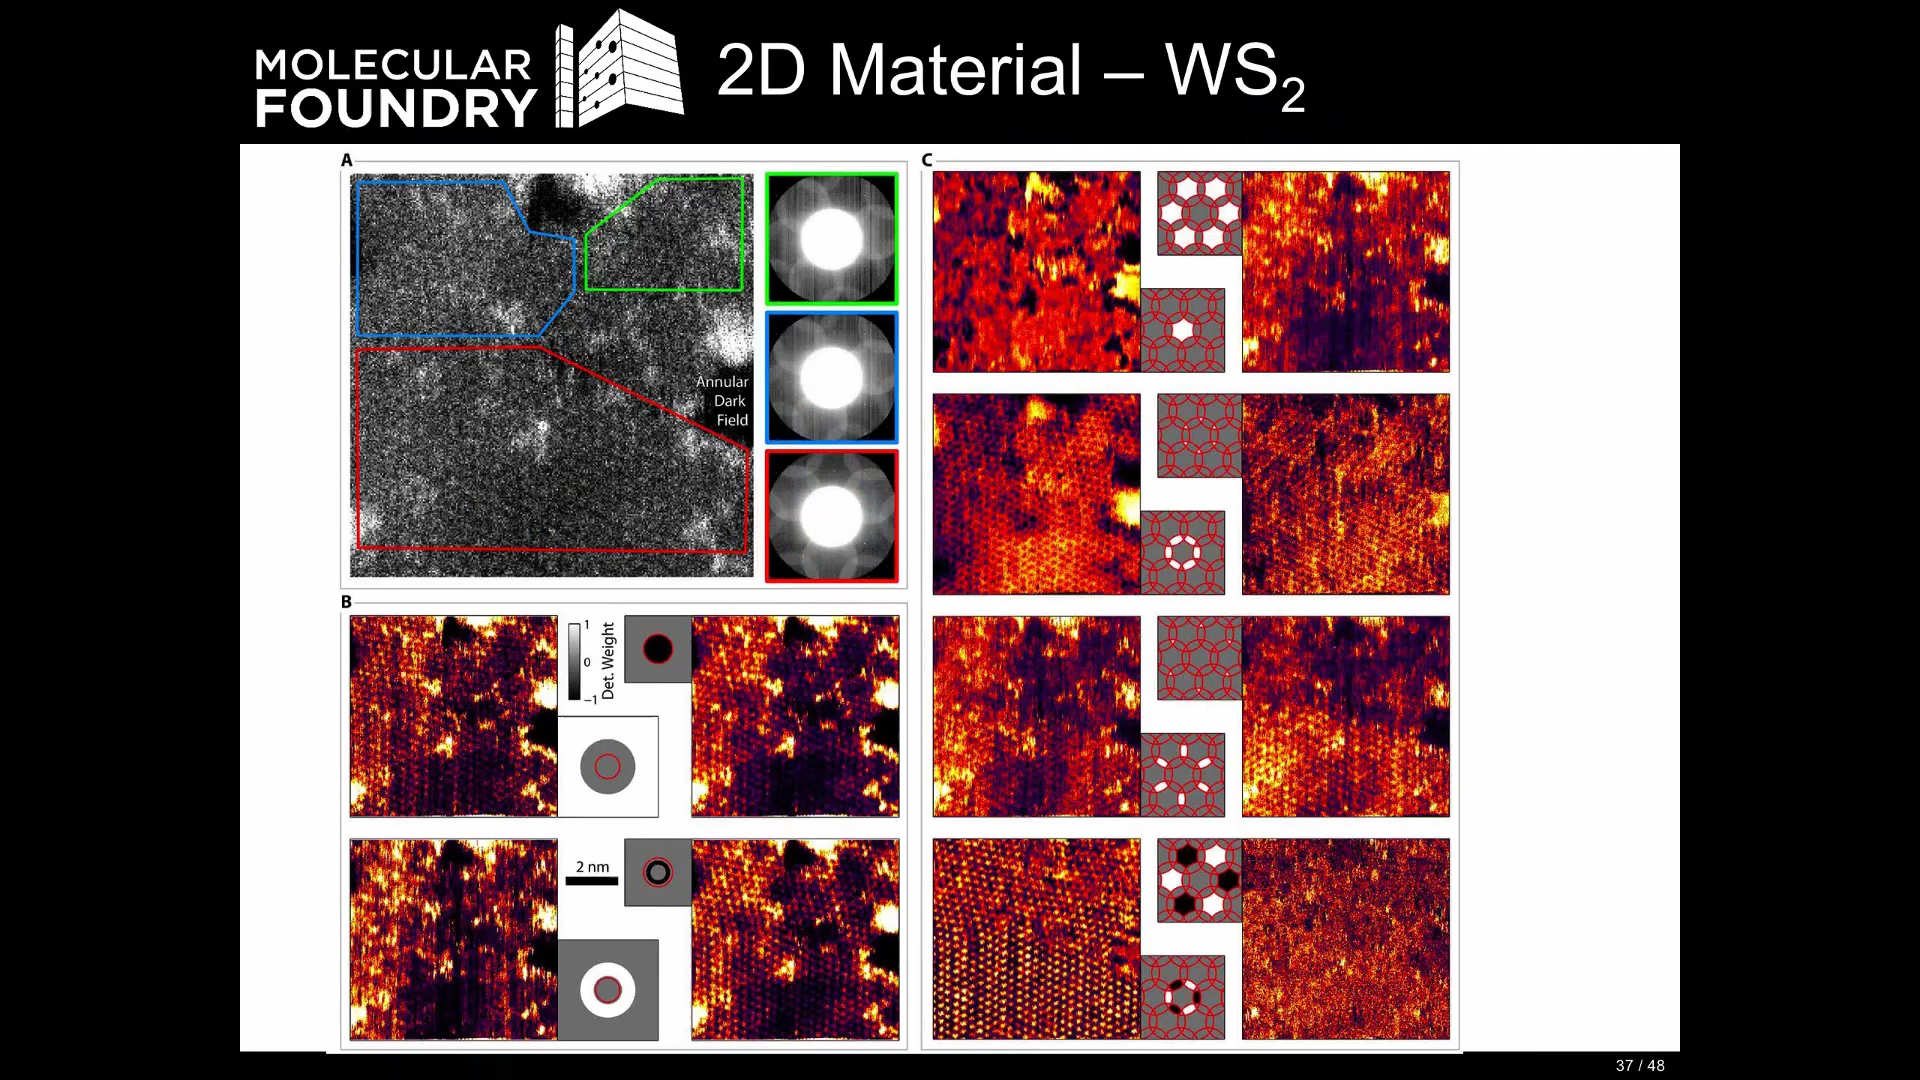 MOLECULAR
FOUNDRY
2D Material – WS2
A
Annular
Dark
Field
B
1
0
−1
Det. Weight
2 nm
C
37 / 48